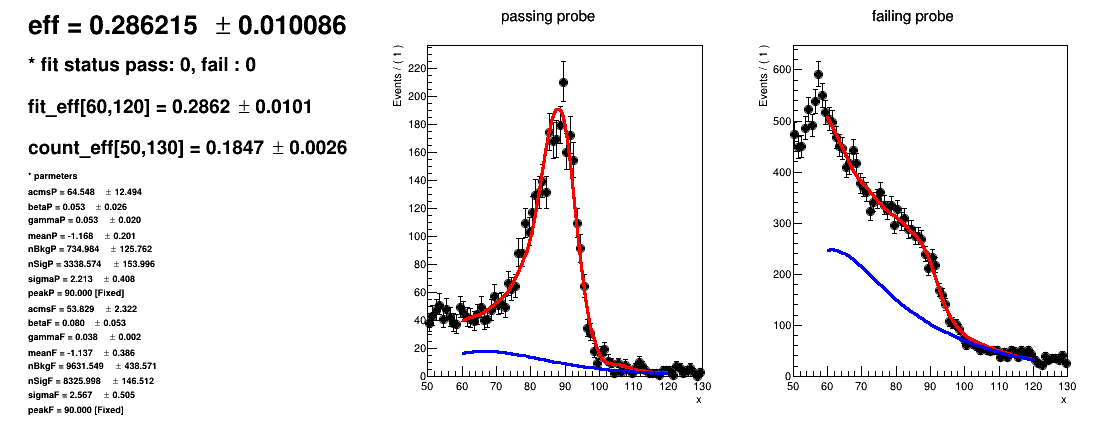 eff = 0.286215 ± 0.010086
* fit status pass: 0, fail : 0
fit_eff[60,120] = 0.2862 ± 0.0101
count_eff[50,130] = 0.1847 ± 0.0026
* parmeters
acmsP = 64.548 ± 12.494
betaP = 0.053 ± 0.026
gammaP = 0.053 ± 0.020
meanP = -1.168 ± 0.201
nBkgP = 734.984 ± 125.762
nSigP = 3338.574 ± 153.996
sigmaP = 2.213 ± 0.408
peakP = 90.000 [Fixed]
acmsF = 53.829 ± 2.322
betaF = 0.080 ± 0.053
gammaF = 0.038 ± 0.002
meanF = -1.137 ± 0.386
nBkgF = 9631.549 ± 438.571
nSigF = 8325.998 ± 146.512
sigmaF = 2.567 ± 0.505
peakF = 90.000 [Fixed]
passing probe
Events / ( 1 )
220
200
180
160
140
120
100
80
60
40
20
0
50 60 70 80 90 100 110 120 130
x
failing probe
Events / ( 1 )
600
500
400
300
200
100
0
50 60 70 80 90 100 110 120 130
x